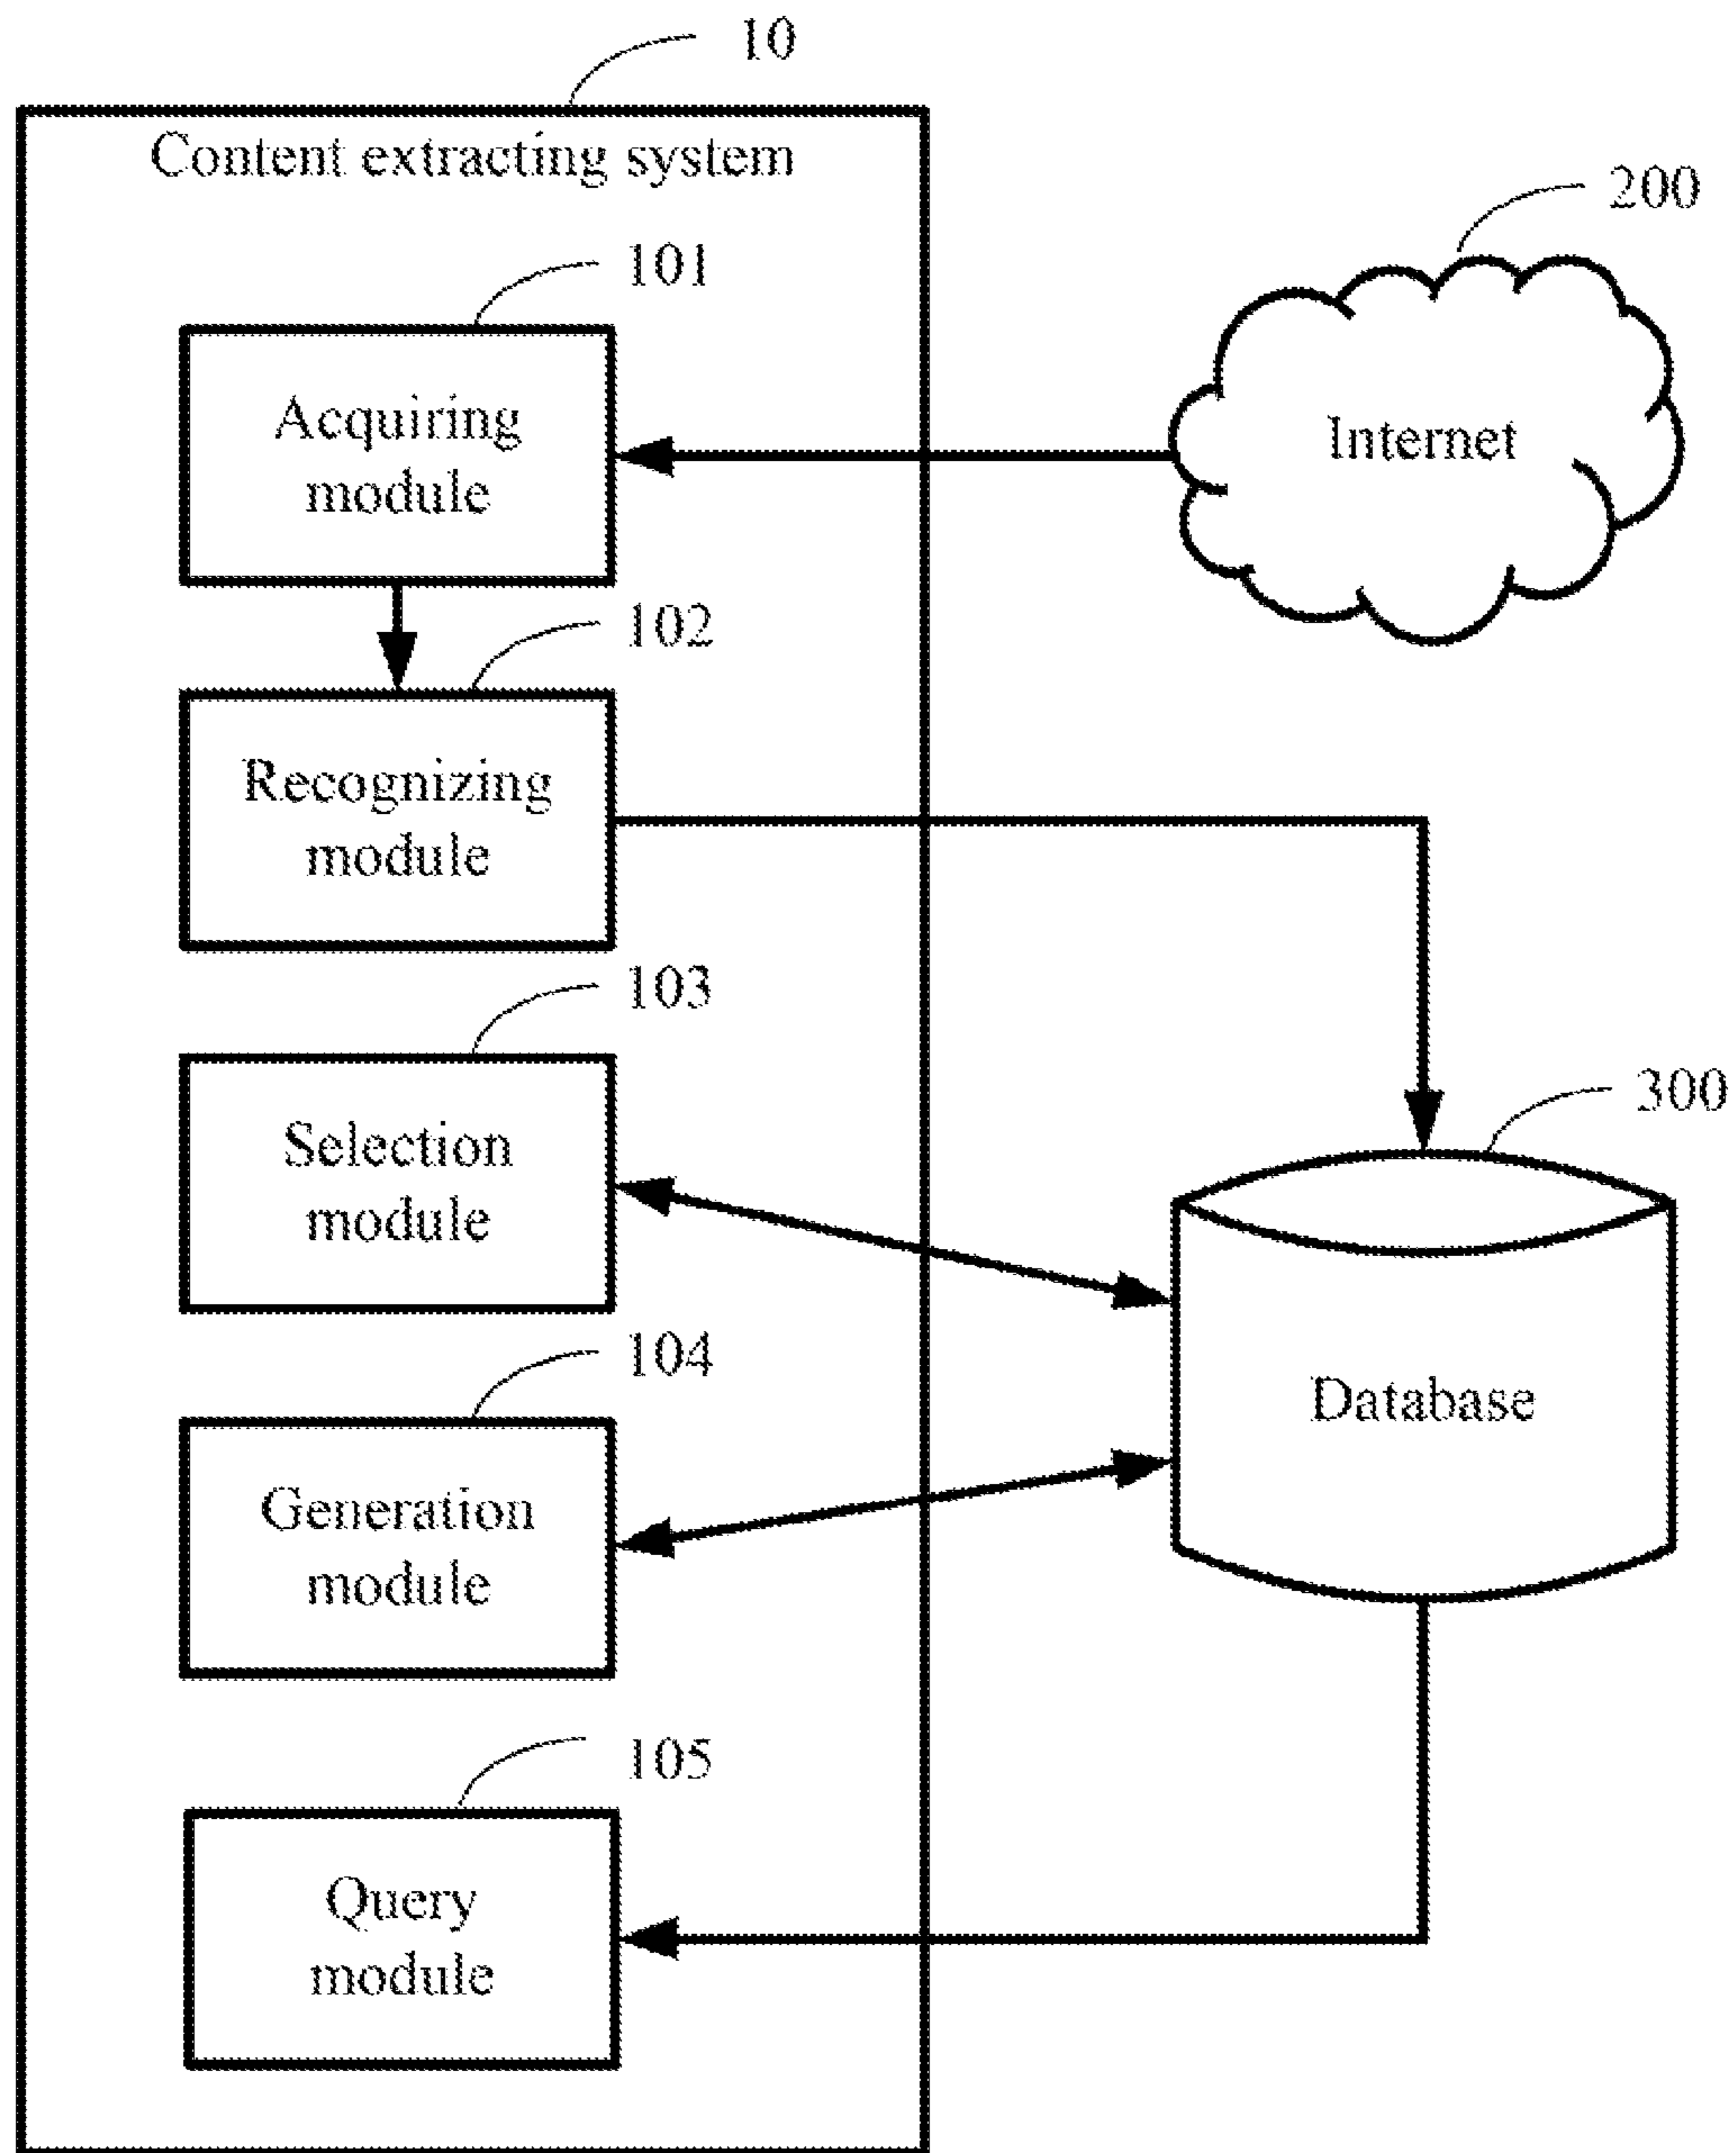 10
Content extracting system
200
101
Acquiring
module
Internet
102
Recognizing
module
103
300
Selection
module
104
Database
Generation
module
105
Query
module